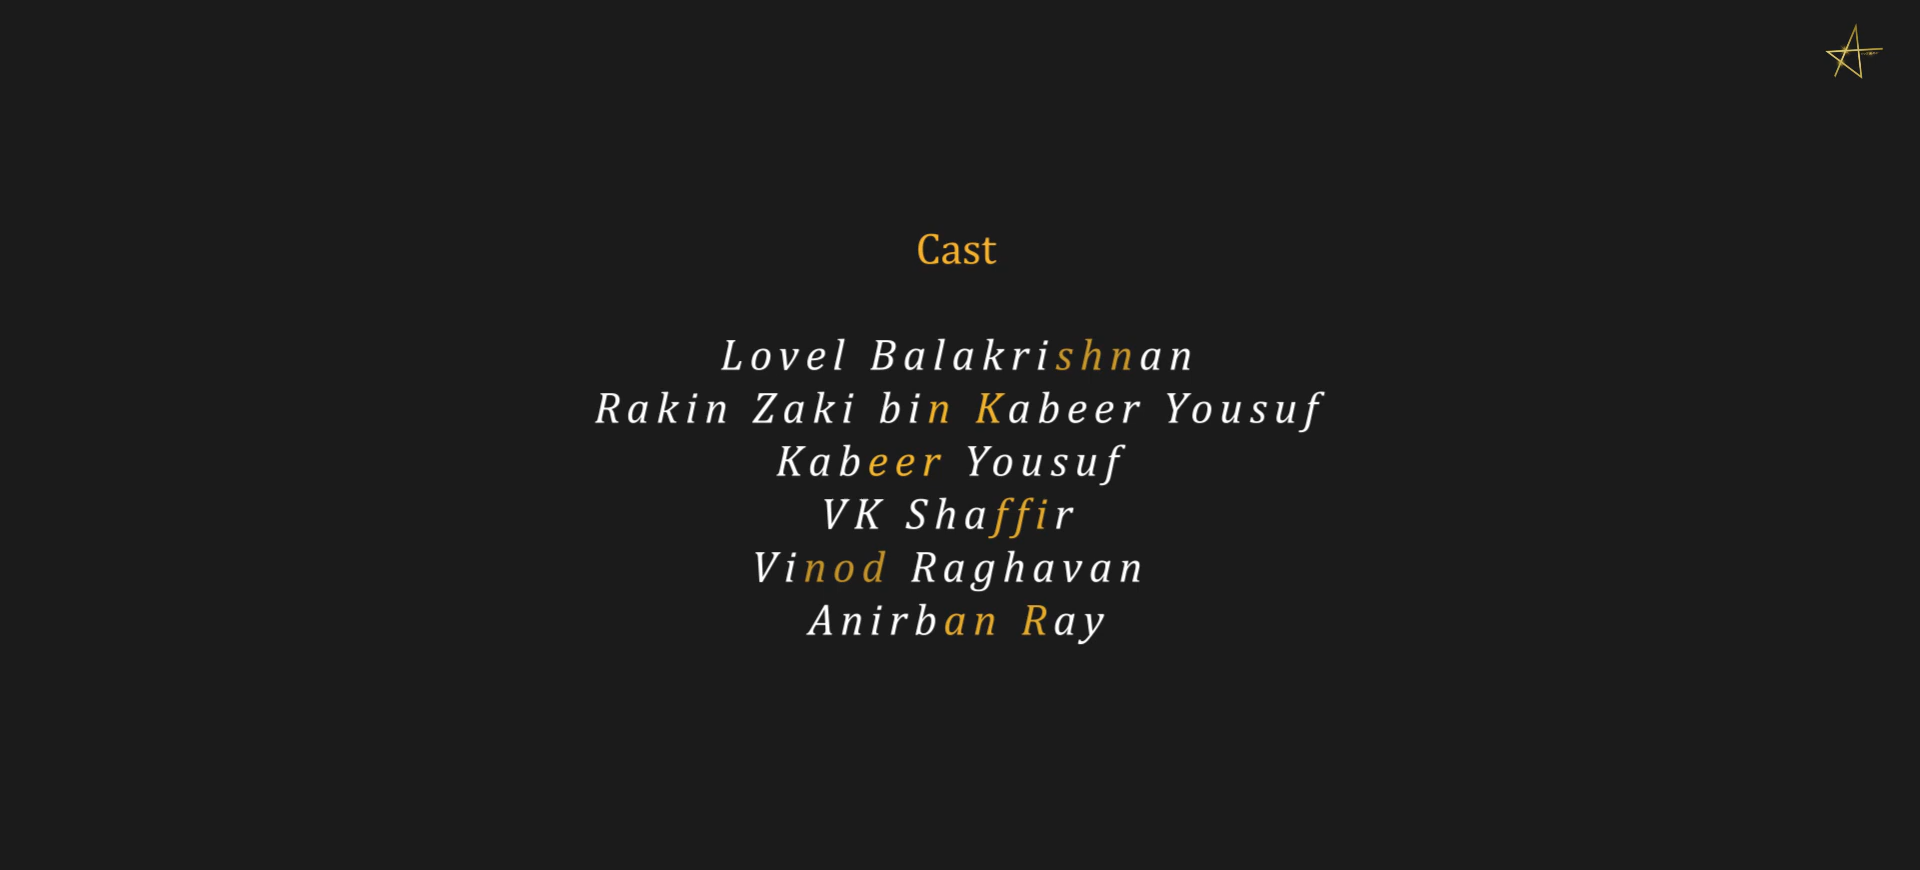 Cast
Lovel Balakrishnan
Rakin Zaki bin Kabeer Yousuf
Kabeer Yousuf
VK Shaffir
Vinod Raghavan
Anirban Ray